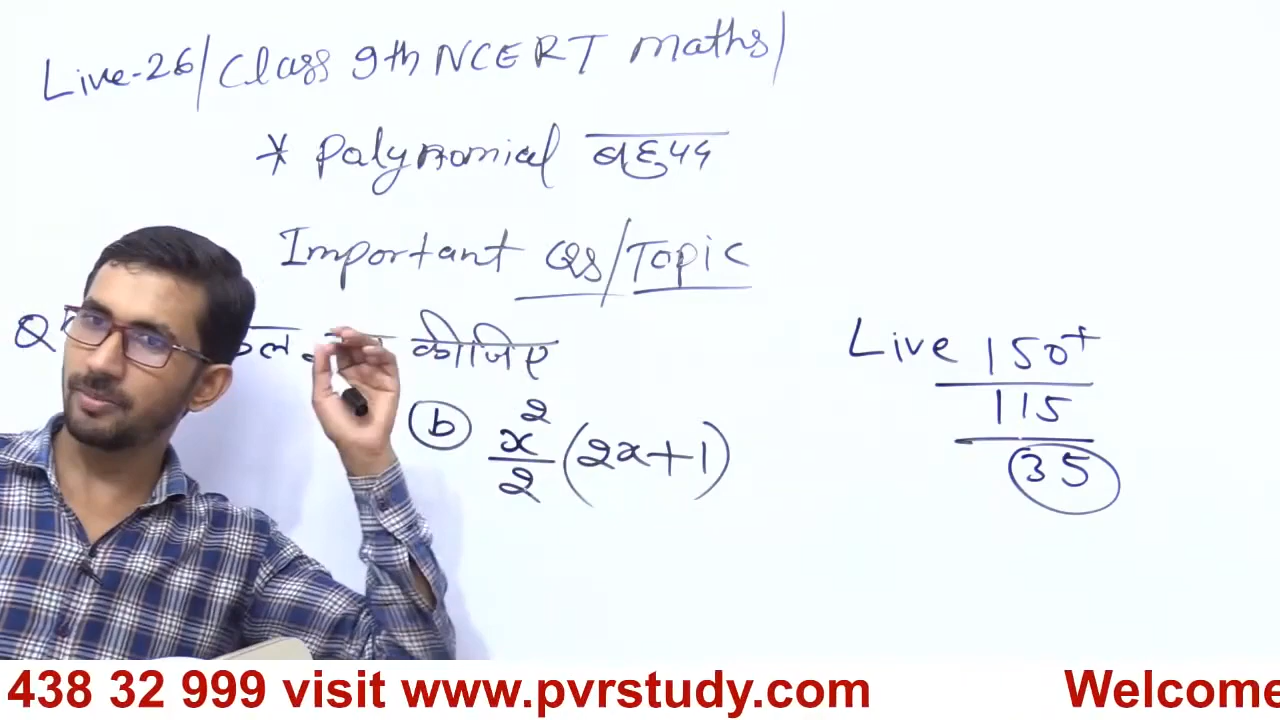 Live-26/Class 9th NCERT maths/
* Polynomial बहुपद
Important QS/Topic
Q कीजिए
(b) x²/2 (2x+1)
Live 150+
115
35
438 32 999 visit www.pvrstudy.com Welcome